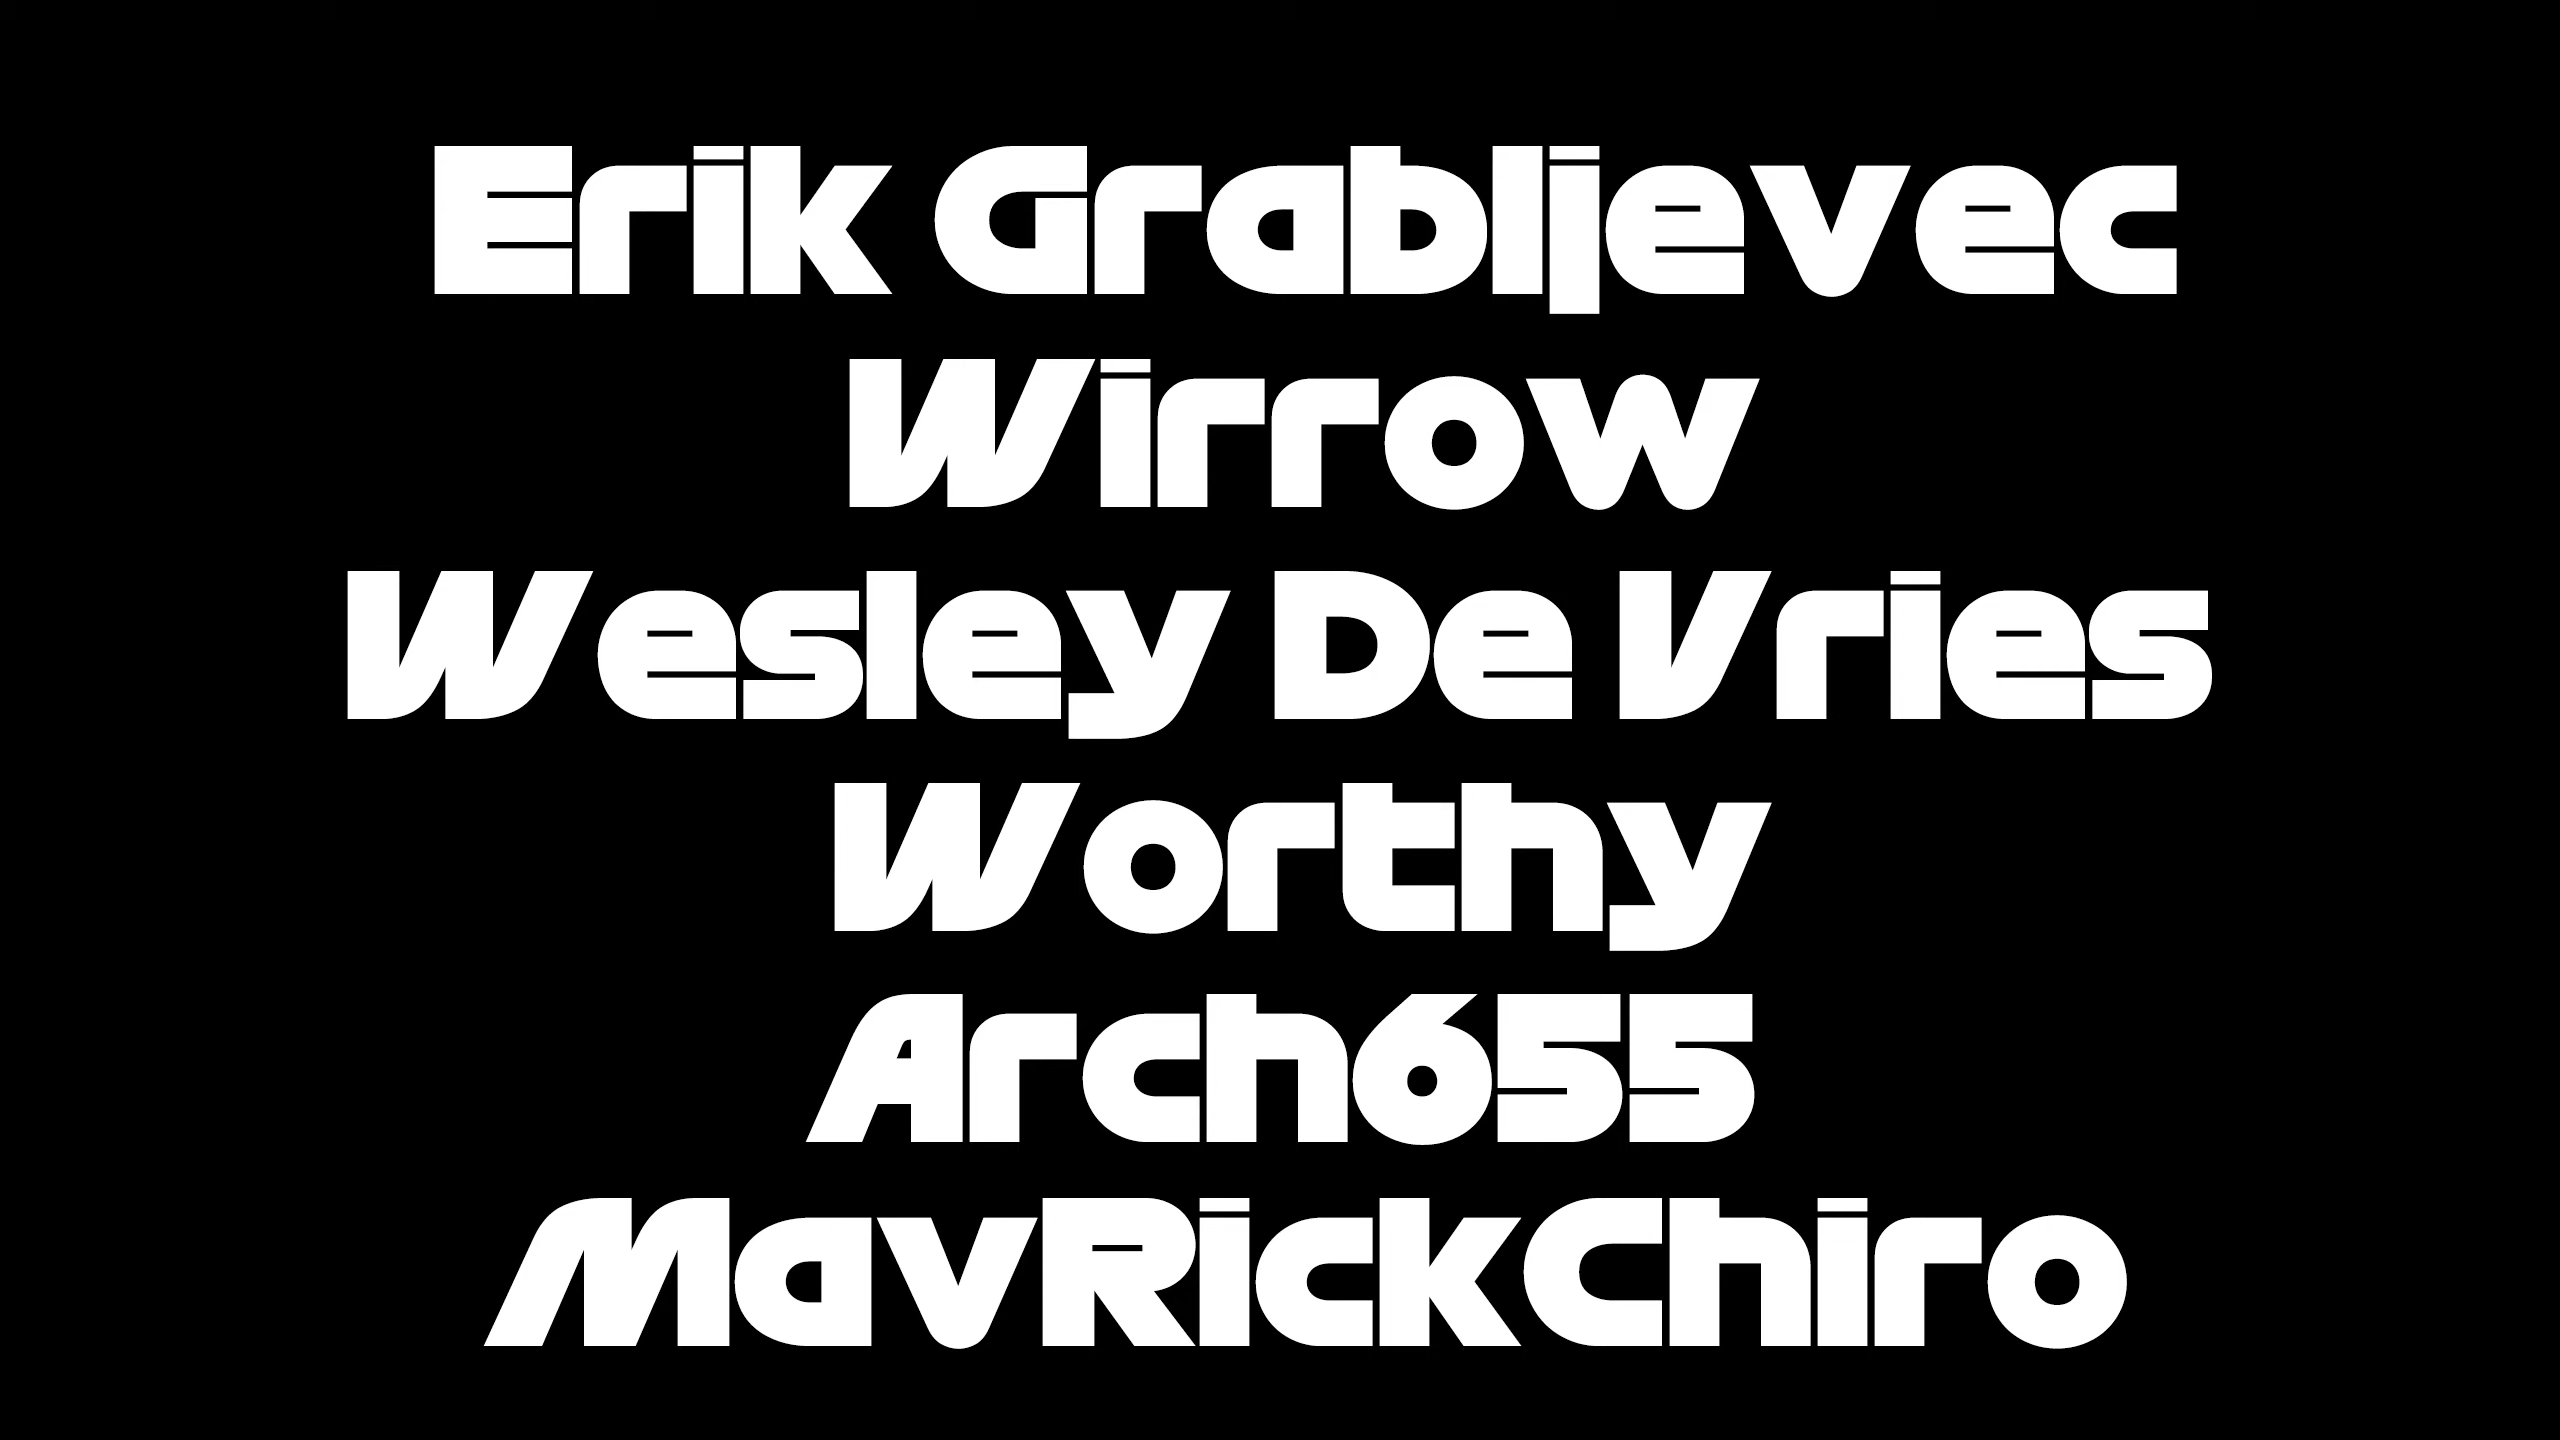 Erik Grabljevec
Wirrow
Wesley De Vries
Worthy
Arch655
MavRickChiro